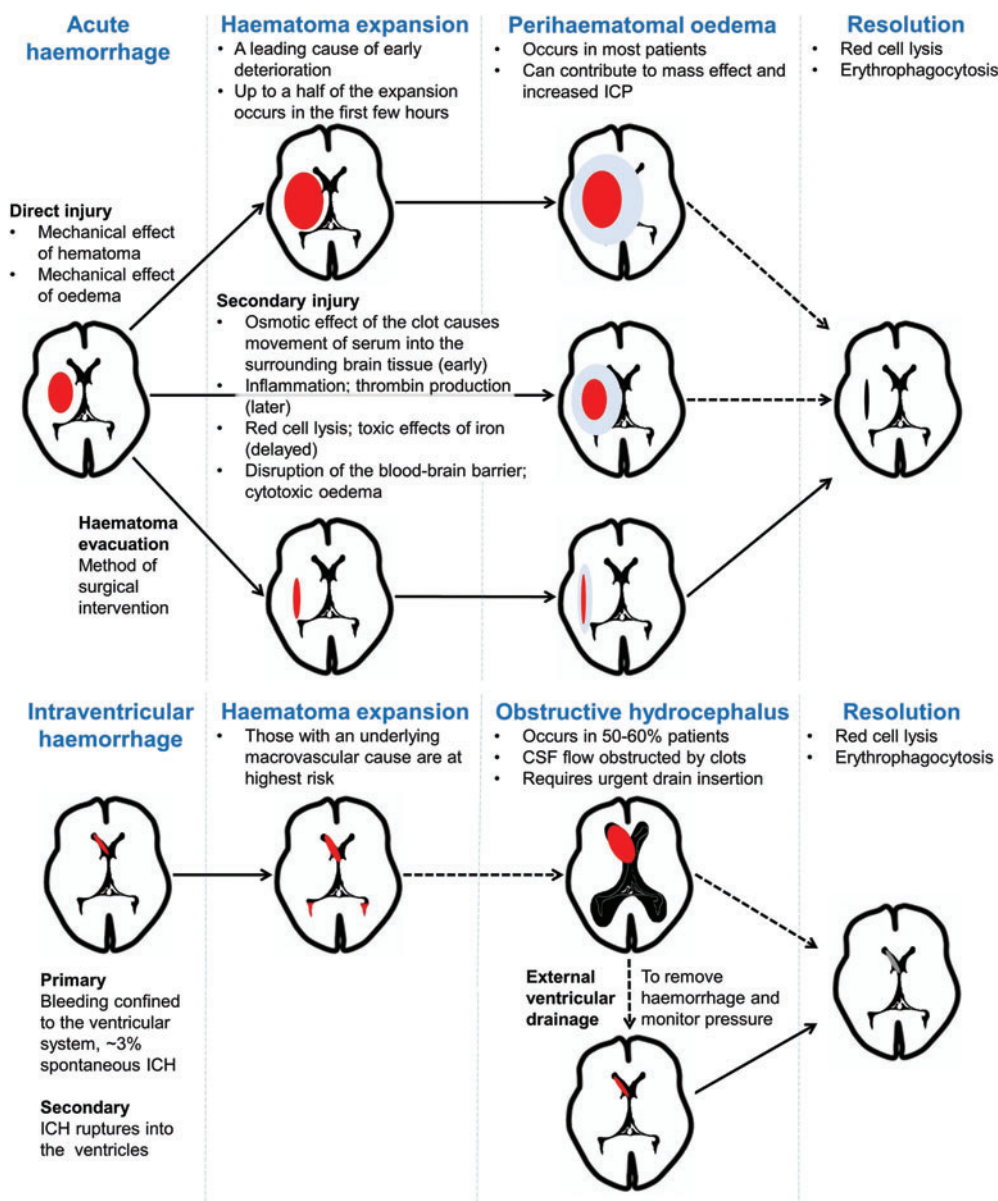 Acute
haemorrhage
Haematoma expansion
• A leading cause of early
deterioration
• Up to a half of the expansion
occurs in the first few hours
Perihaematomal oedema
• Occurs in most patients
• Can contribute to mass effect and
increased ICP
Resolution
• Red cell lysis
• Erythrophagocytosis
Direct injury
• Mechanical effect
of hematoma
• Mechanical effect
of oedema
Secondary injury
• Osmotic effect of the clot causes
movement of serum into the
surrounding brain tissue (early)
• Inflammation; thrombin production
(later)
• Red cell lysis; toxic effects of iron
(delayed)
• Disruption of the blood-brain barrier;
cytotoxic oedema
Haematoma
evacuation
Method of
surgical
intervention
Intraventricular
haemorrhage
Haematoma expansion
• Those with an underlying
macrovascular cause are at
highest risk
Obstructive hydrocephalus
• Occurs in 50-60% patients
• CSF flow obstructed by clots
• Requires urgent drain insertion
Resolution
• Red cell lysis
• Erythrophagocytosis
Primary
Bleeding confined
to the ventricular
system, ~3%
spontaneous ICH
Secondary
ICH ruptures into
the ventricles
External
ventricular
drainage
To remove
haemorrhage and
monitor pressure